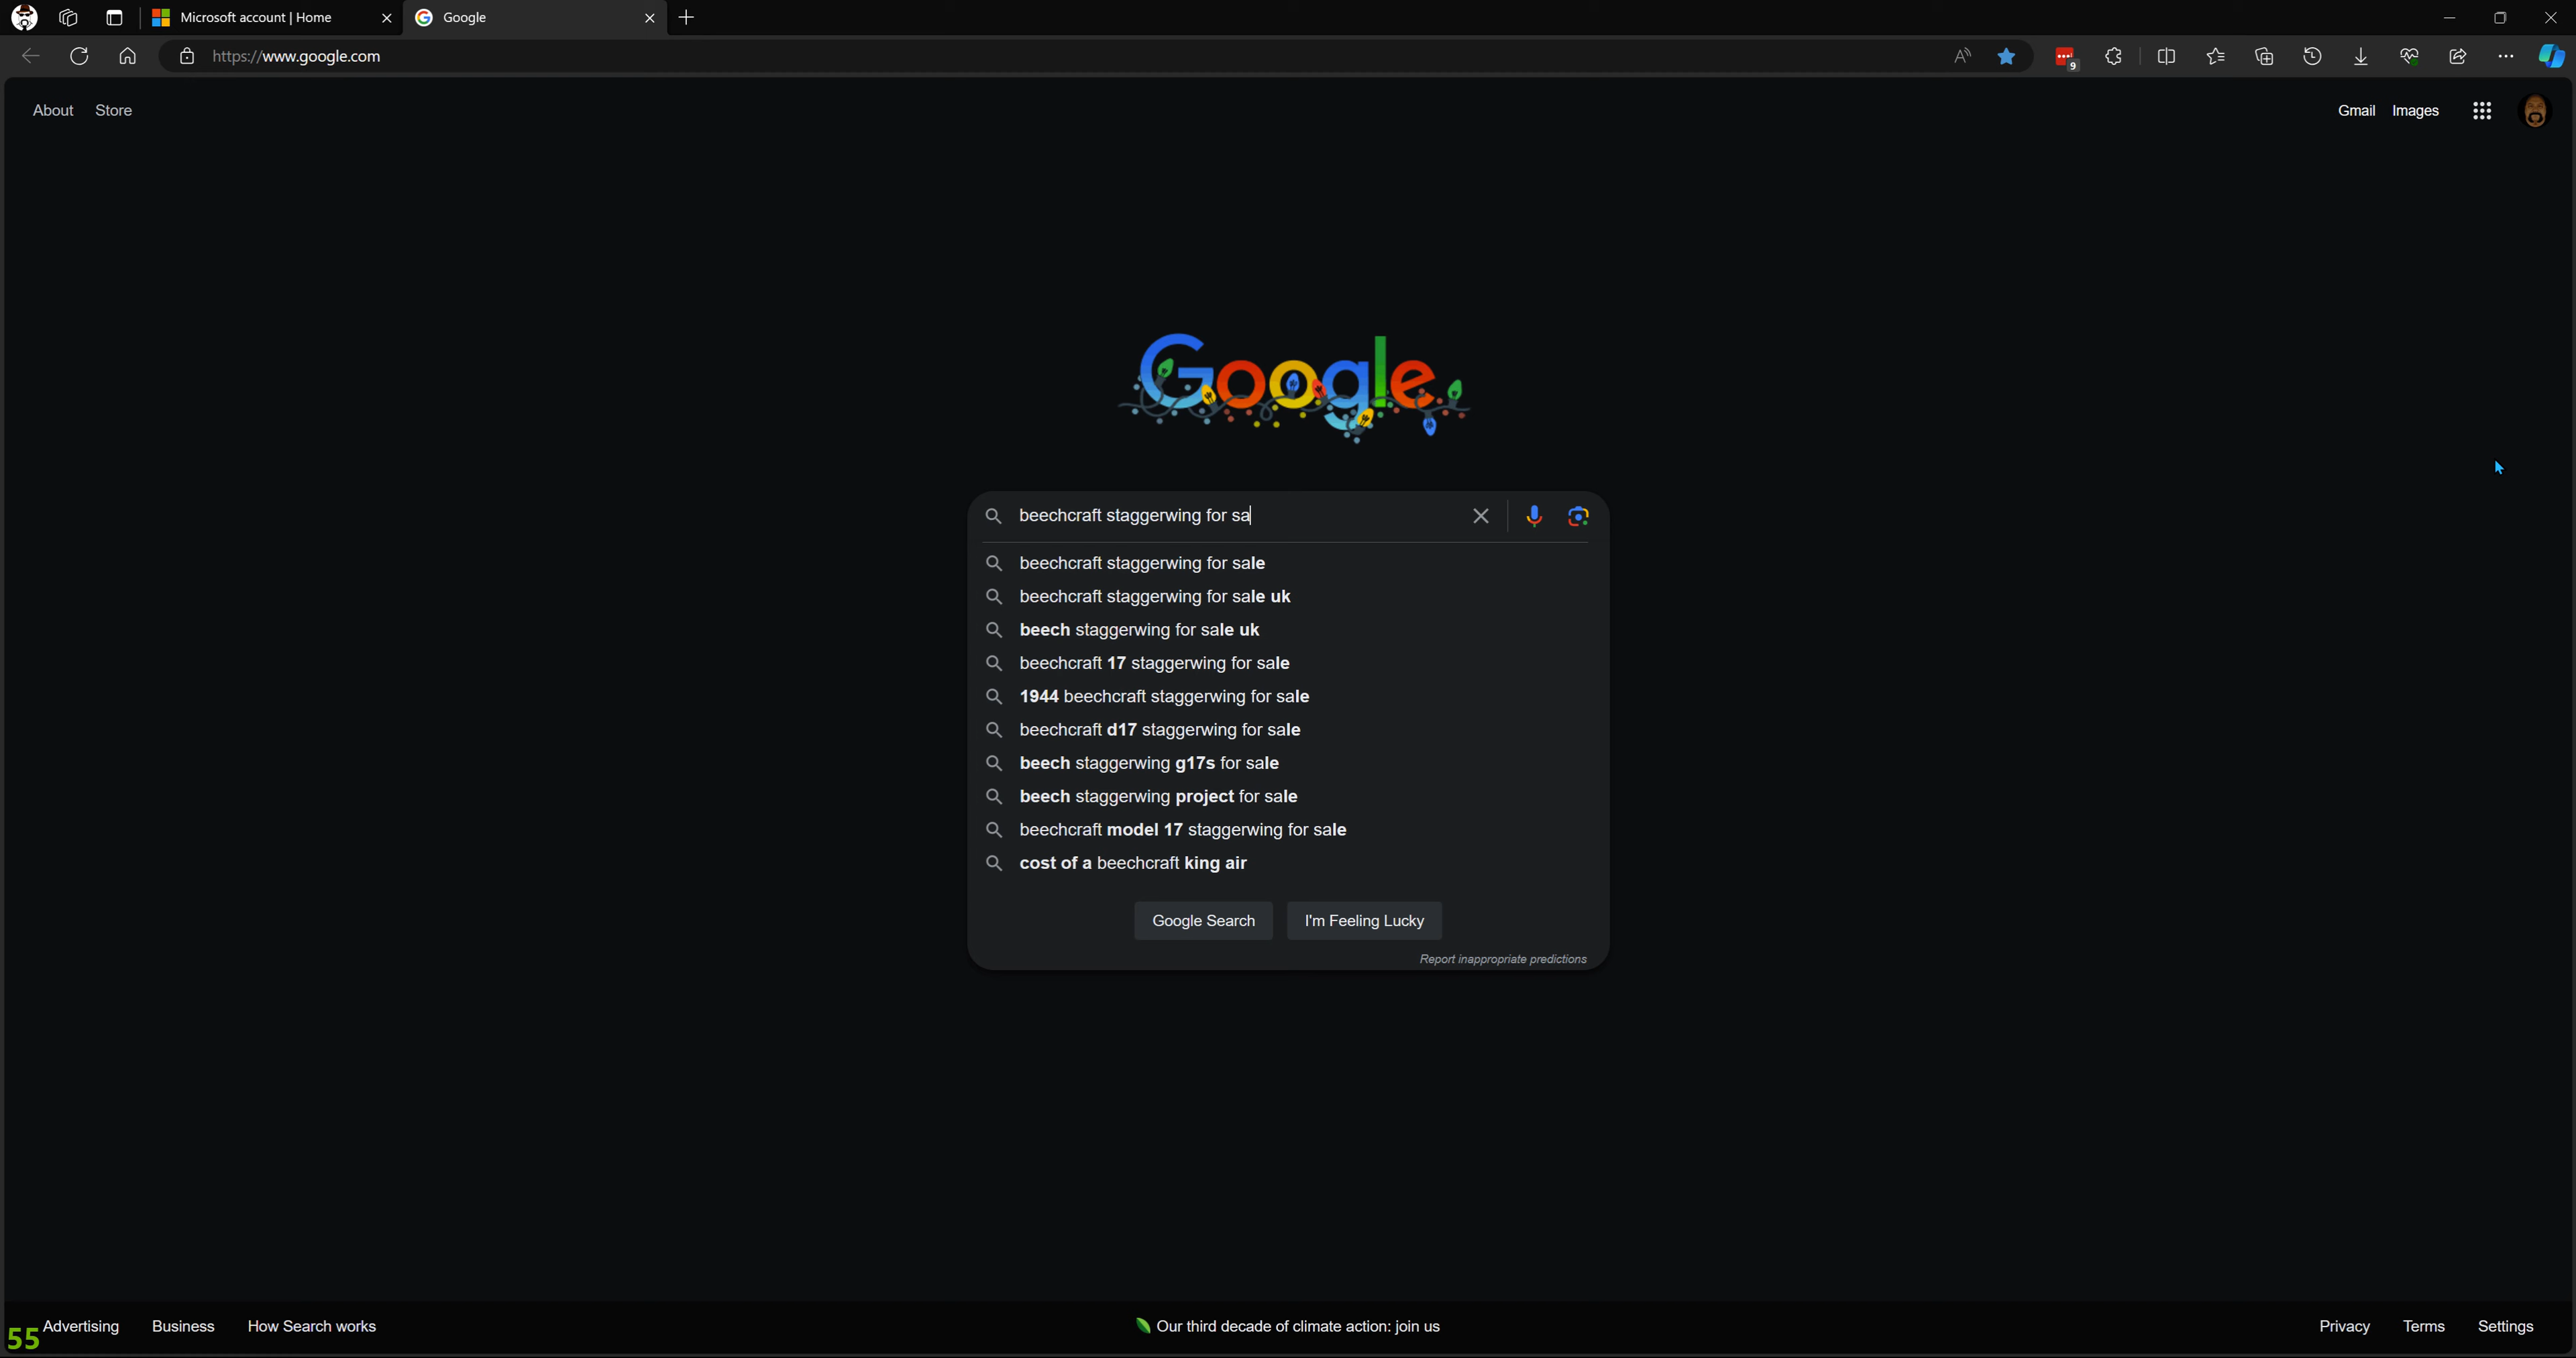 Microsoft account | Home
Google
https://www.google.com
9
About Store
Gmail Images
Google
beechcraft staggerwing for sa
beechcraft staggerwing for sale
beechcraft staggerwing for sale uk
beech staggerwing for sale uk
beechcraft 17 staggerwing for sale
1944 beechcraft staggerwing for sale
beechcraft d17 staggerwing for sale
beech staggerwing g17s for sale
beech staggerwing project for sale
beechcraft model 17 staggerwing for sale
cost of a beechcraft king air
Google Search I'm Feeling Lucky
Report inappropriate predictions
55 Advertising Business How Search works
Our third decade of climate action: join us
Privacy Terms Settings